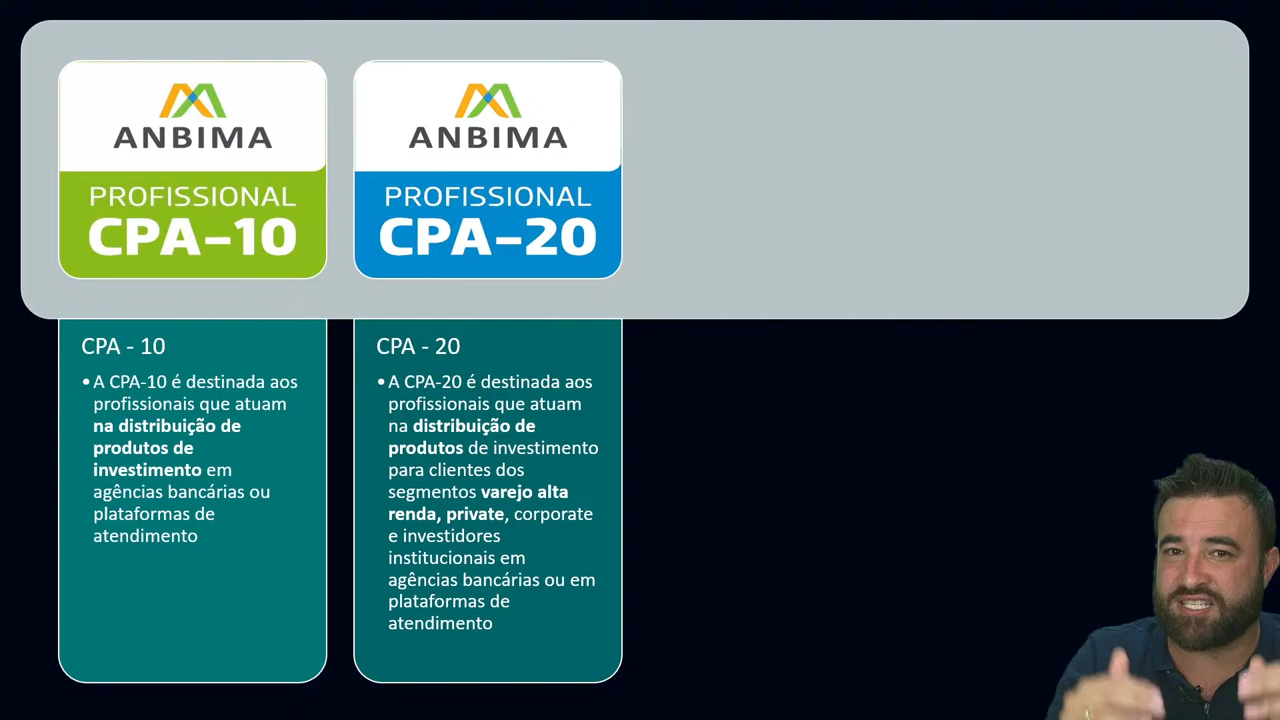 ANBIMA
PROFISSIONAL
CPA-10
ANBIMA
PROFISSIONAL
CPA-20
CPA - 10
• A CPA-10 é destinada aos
profissionais que atuam
na distribuição de
produtos de
investimento em
agências bancárias ou
plataformas de
atendimento
CPA - 20
• A CPA-20 é destinada aos
profissionais que atuam
na distribuição de
produtos de investimento
para clientes dos
segmentos varejo alta
renda, private, corporate
e investidores
institucionais em
agências bancárias ou em
plataformas de
atendimento